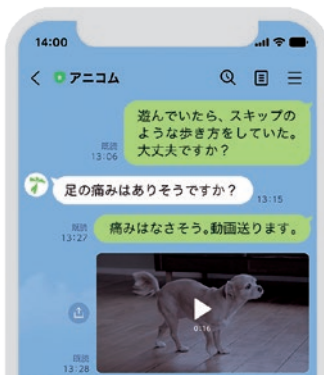 14:00
アニコム
遊んでいたら、スキップの
ような歩き方をしていた。
大丈夫ですか?
既読
13:06
足の痛みはありそうですか?
13:15
痛みはなさそう。動画送ります。
既読
13:27
0:16
既読
13:28